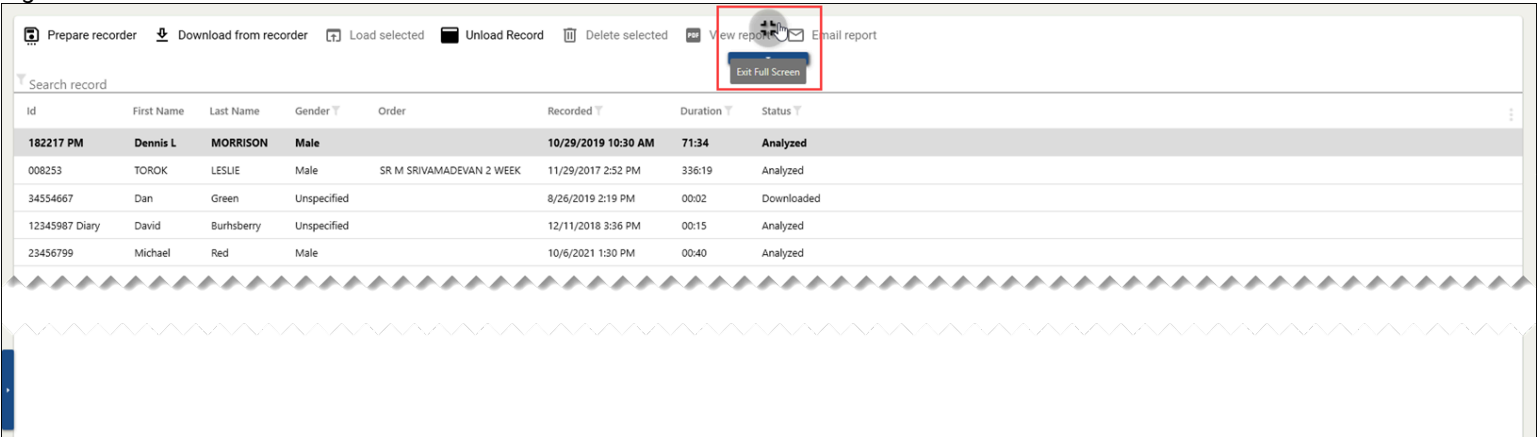 Prepare recorder Download from recorder Load selected Unload Record Delete selected PDF View report Email report
Exit Full Screen
Search record
Id First Name Last Name Gender Order Recorded Duration Status
182217 PM Dennis L MORRISON Male 10/29/2019 10:30 AM 71:34 Analyzed
008253 TOROK LESLIE Male SR M SRIVAMADEVAN 2 WEEK 11/29/2017 2:52 PM 336:19 Analyzed
34554667 Dan Green Unspecified 8/26/2019 2:19 PM 00:02 Downloaded
12345987 Diary David Burhsberry Unspecified 12/11/2018 3:36 PM 00:15 Analyzed
23456799 Michael Red Male 10/6/2021 1:30 PM 00:40 Analyzed